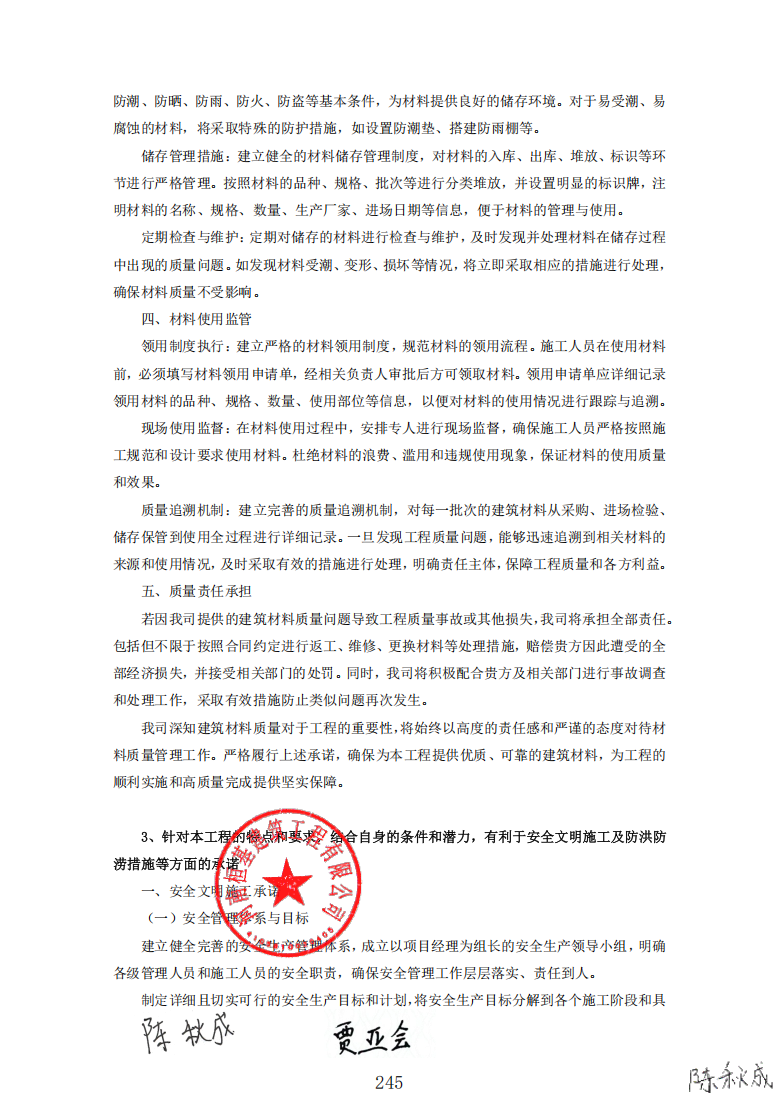 防潮、防晒、防雨、防火、防盗等基本条件，为材料提供良好的储存环境。对于易受潮、易
腐蚀的材料，将采取特殊的防护措施，如设置防潮垫、搭建防雨棚等。
储存管理措施：建立健全的材料储存管理制度，对材料的入库、出库、堆放、标识等环
节进行严格管理。按照材料的品种、规格、批次等进行分类堆放，并设置明显的标识牌，注
明材料的名称、规格、数量、生产厂家、进场日期等信息，便于材料的管理与使用。
定期检查与维护：定期对储存的材料进行检查与维护，及时发现并处理材料在储存过程
中出现的质量问题。如发现材料受潮、变形、损坏等情况，将立即采取相应的措施进行处理，
确保材料质量不受影响。
四、材料使用监管
领用制度执行：建立严格的材料领用制度，规范材料的领用流程。施工人员在使用材料
前，必须填写材料领用申请单，经相关负责人审批后方可领取材料。领用申请单应详细记录
领用材料的品种、规格、数量、使用部位等信息，以便对材料的使用情况进行跟踪与追溯。
现场使用监督：在材料使用过程中，安排专人进行现场监督，确保施工人员严格按照施
工规范和设计要求使用材料。杜绝材料的浪费、滥用和违规使用现象，保证材料的使用质量
和效果。
质量追溯机制：建立完善的质量追溯机制，对每一批次的建筑材料从采购、进场检验、
储存保管到使用全过程进行详细记录。一旦发现工程质量问题，能够迅速追溯到相关材料的
来源和使用情况，及时采取有效的措施进行处理，明确责任主体，保障工程质量和各方利益。
五、质量责任承担
若因我司提供的建筑材料质量问题导致工程质量事故或其他损失，我司将承担全部责任。
包括但不限于按照合同约定进行返工、维修、更换材料等处理措施，赔偿贵方因此遭受的全
部经济损失，并接受相关部门的处罚。同时，我司将积极配合贵方及相关部门进行事故调查
和处理工作，采取有效措施防止类似问题再次发生。
我司深知建筑材料质量对于工程的重要性，将始终以高度的责任感和严谨的态度对待材
料质量管理工作。严格履行上述承诺，确保为本工程提供优质、可靠的建筑材料，为工程的
顺利实施和高质量完成提供坚实保障。
3、针对本工程的特点和要求，结合自身的条件和潜力，有利于安全文明施工及防洪防
涝措施等方面的承诺
一、安全文明施工承诺
（一）安全管理体系与目标
建立健全完善的安全生产管理体系，成立以项目经理为组长的安全生产领导小组，明确
各级管理人员和施工人员的安全职责，确保安全管理工作层层落实、责任到人。
制定详细且切实可行的安全生产目标和计划，将安全生产目标分解到各个施工阶段和具
河南恒基建筑工程有限公司
陈秋成
贾亚会
陈秋成
245